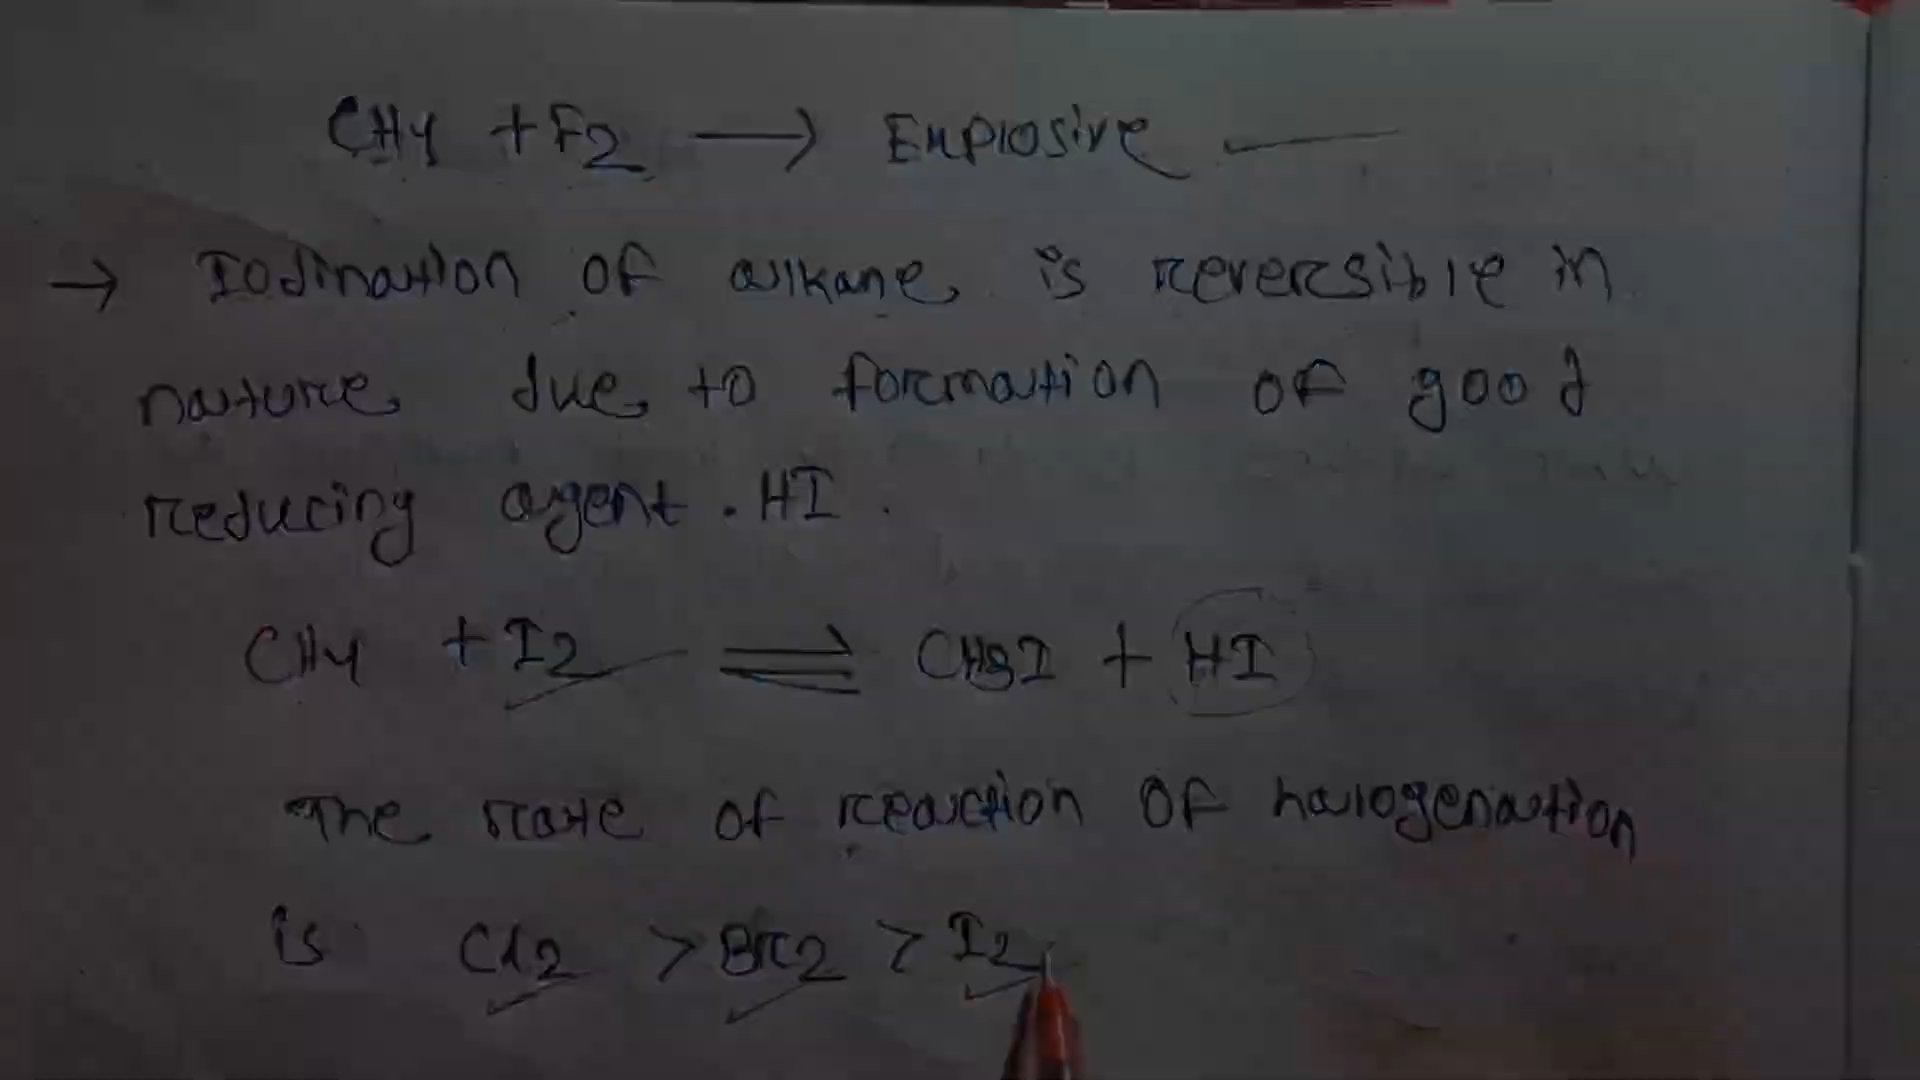 CH4 + F2 → Explosive
→ Iodination of alkane is reversible in
nature due to formation of good
reducing agent . HI .
CH4 + I2 ⇌ CH3I + HI
The rate of reaction of halogenation
is Cl2 > Br2 > I2